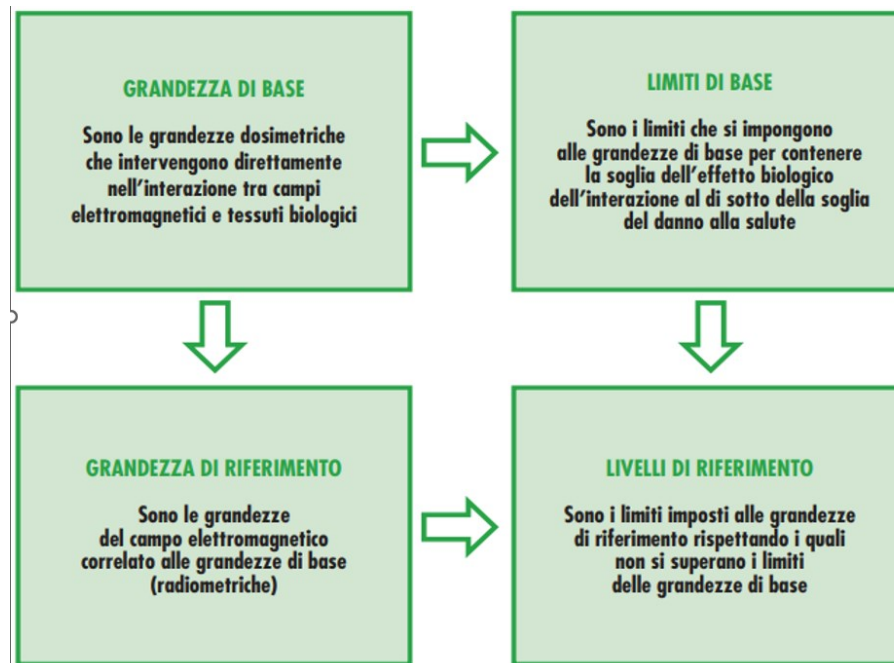 GRANDEZZA DI BASE
Sono le grandezze dosimetriche
che intervengono direttamente
nell'interazione tra campi
elettromagnetici e tessuti biologici
LIMITI DI BASE
Sono i limiti che si impongono
alle grandezze di base per contenere
la soglia dell'effetto biologico
dell'interazione al di sotto della soglia
del danno alla salute
GRANDEZZA DI RIFERIMENTO
Sono le grandezze
del campo elettromagnetico
correlato alle grandezze di base
(radiometriche)
LIVELLI DI RIFERIMENTO
Sono i limiti imposti alle grandezze
di riferimento rispettando i quali
non si superano i limiti
delle grandezze di base